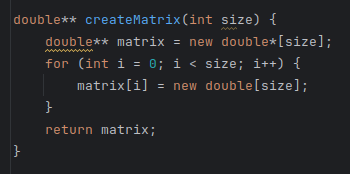 double** createMatrix(int size) {
    double** matrix = new double*[size];
    for (int i = 0; i < size; i++) {
        matrix[i] = new double[size];
    }
    return matrix;
}